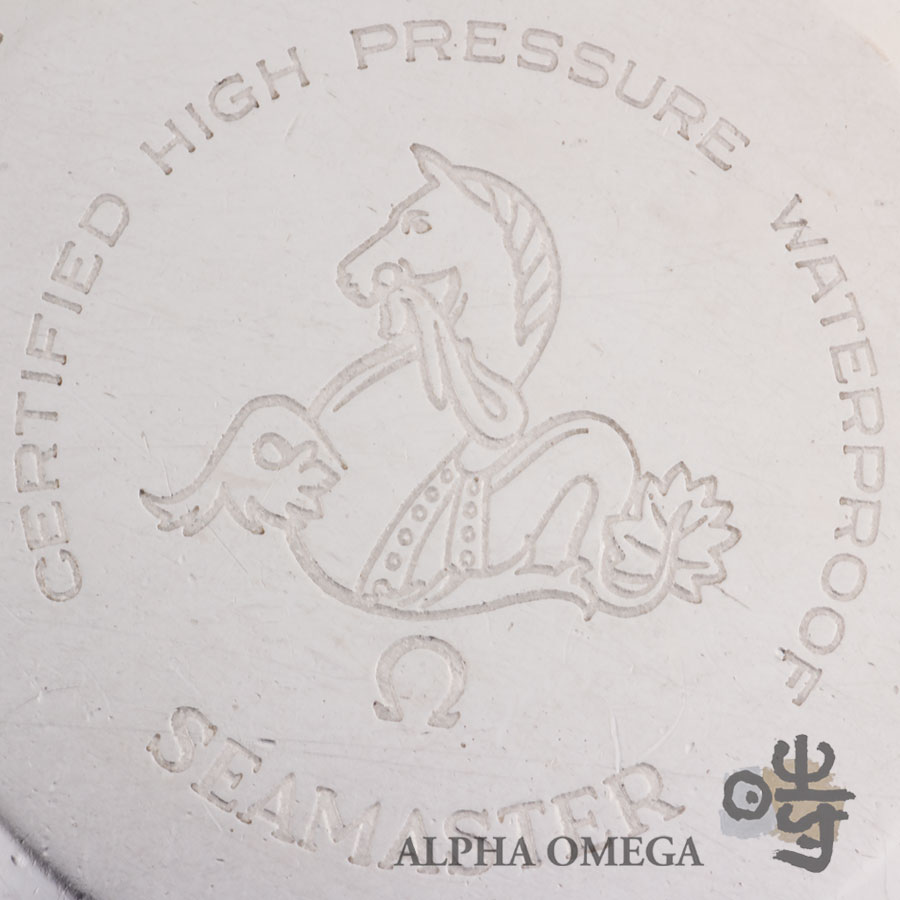 CERTIFIED HIGH PRESSURE WATERPROOF
Ω
SEAMASTER
ALPHA OMEGA